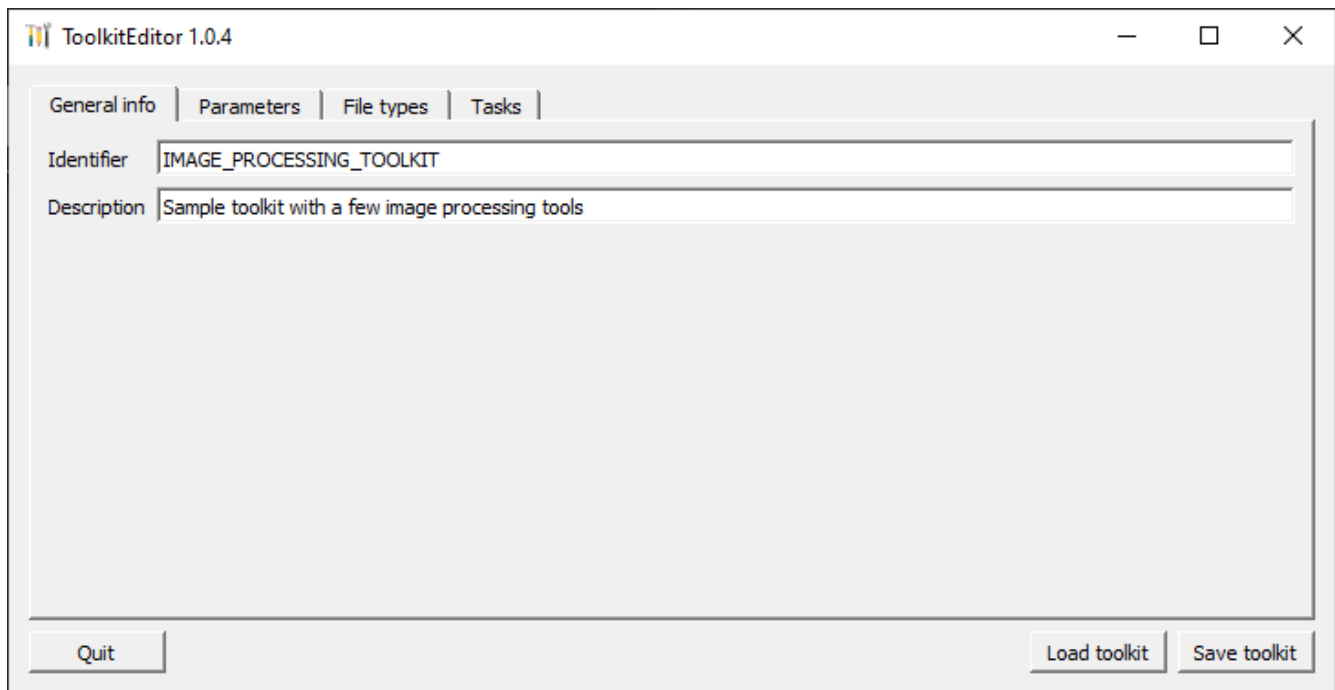 ToolkitEditor 1.0.4
General info Parameters File types Tasks
Identifier IMAGE_PROCESSING_TOOLKIT
Description Sample toolkit with a few image processing tools
Quit Load toolkit Save toolkit